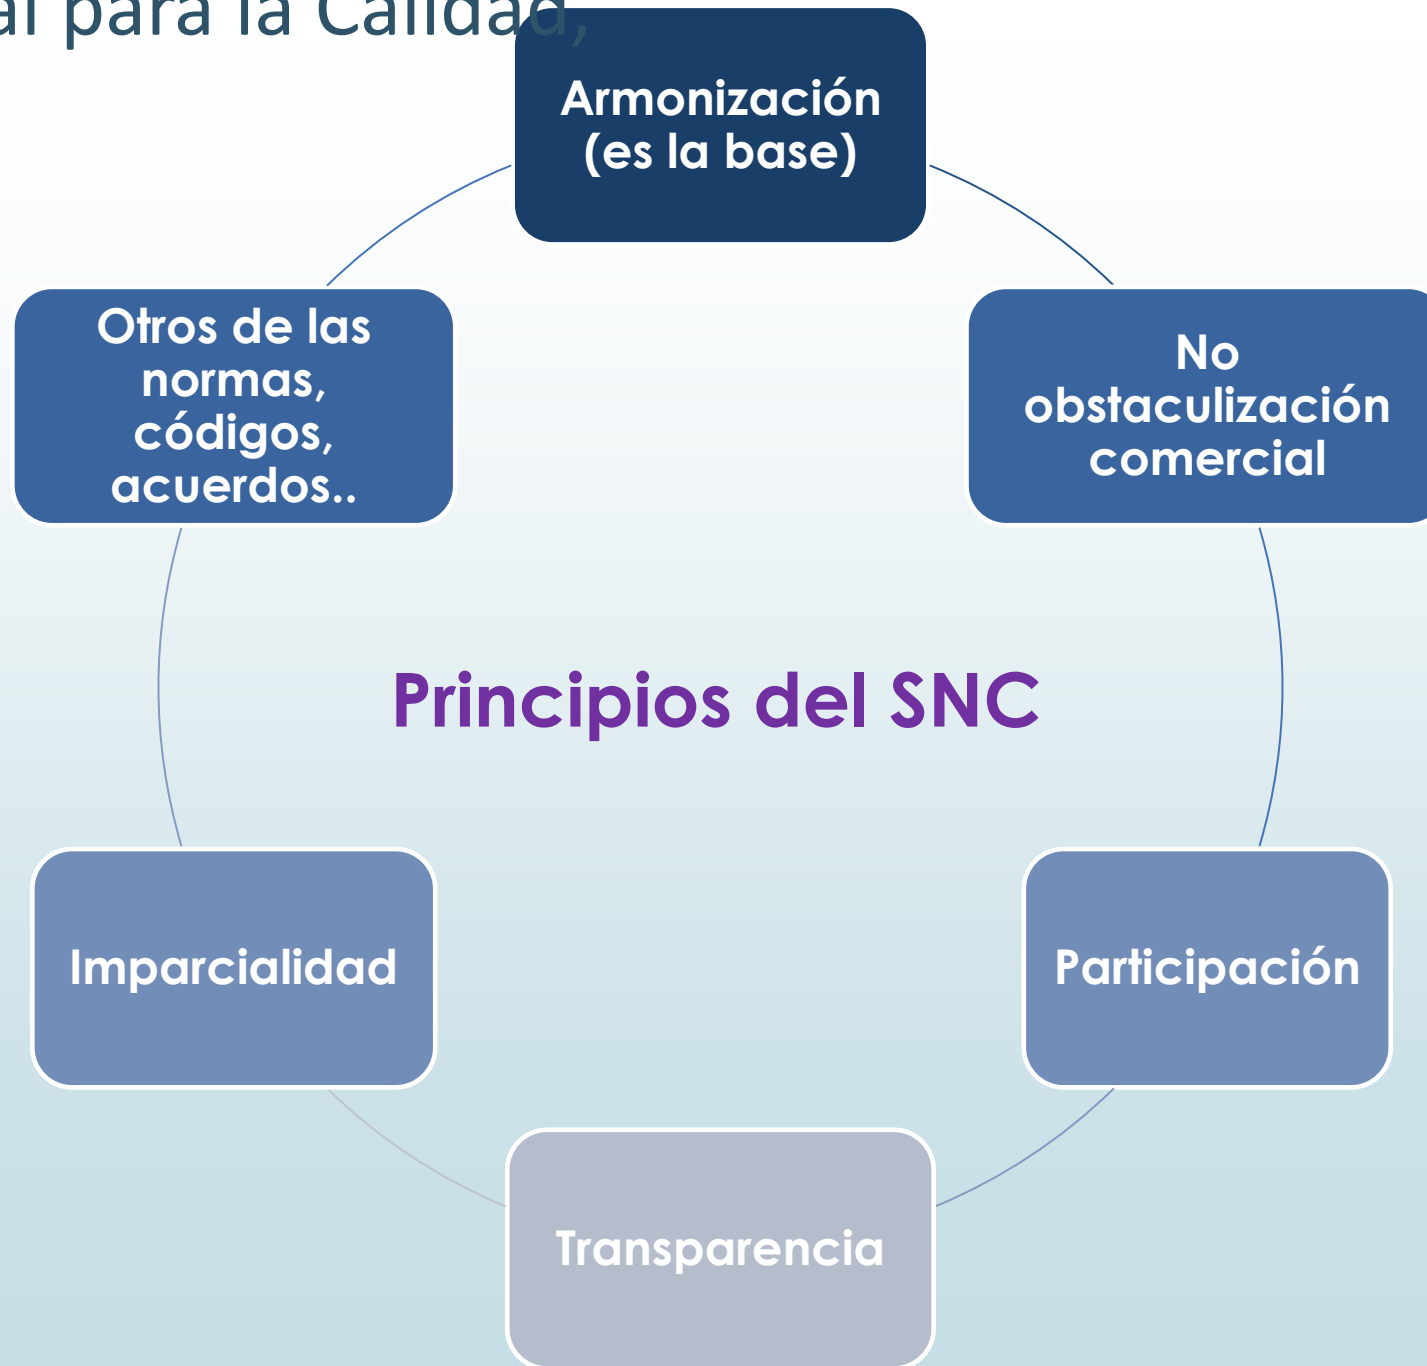 para la Calidad,
Armonización
(es la base)
Otros de las
normas,
códigos,
acuerdos..
No
obstaculización
comercial
Principios del SNC
Imparcialidad
Participación
Transparencia